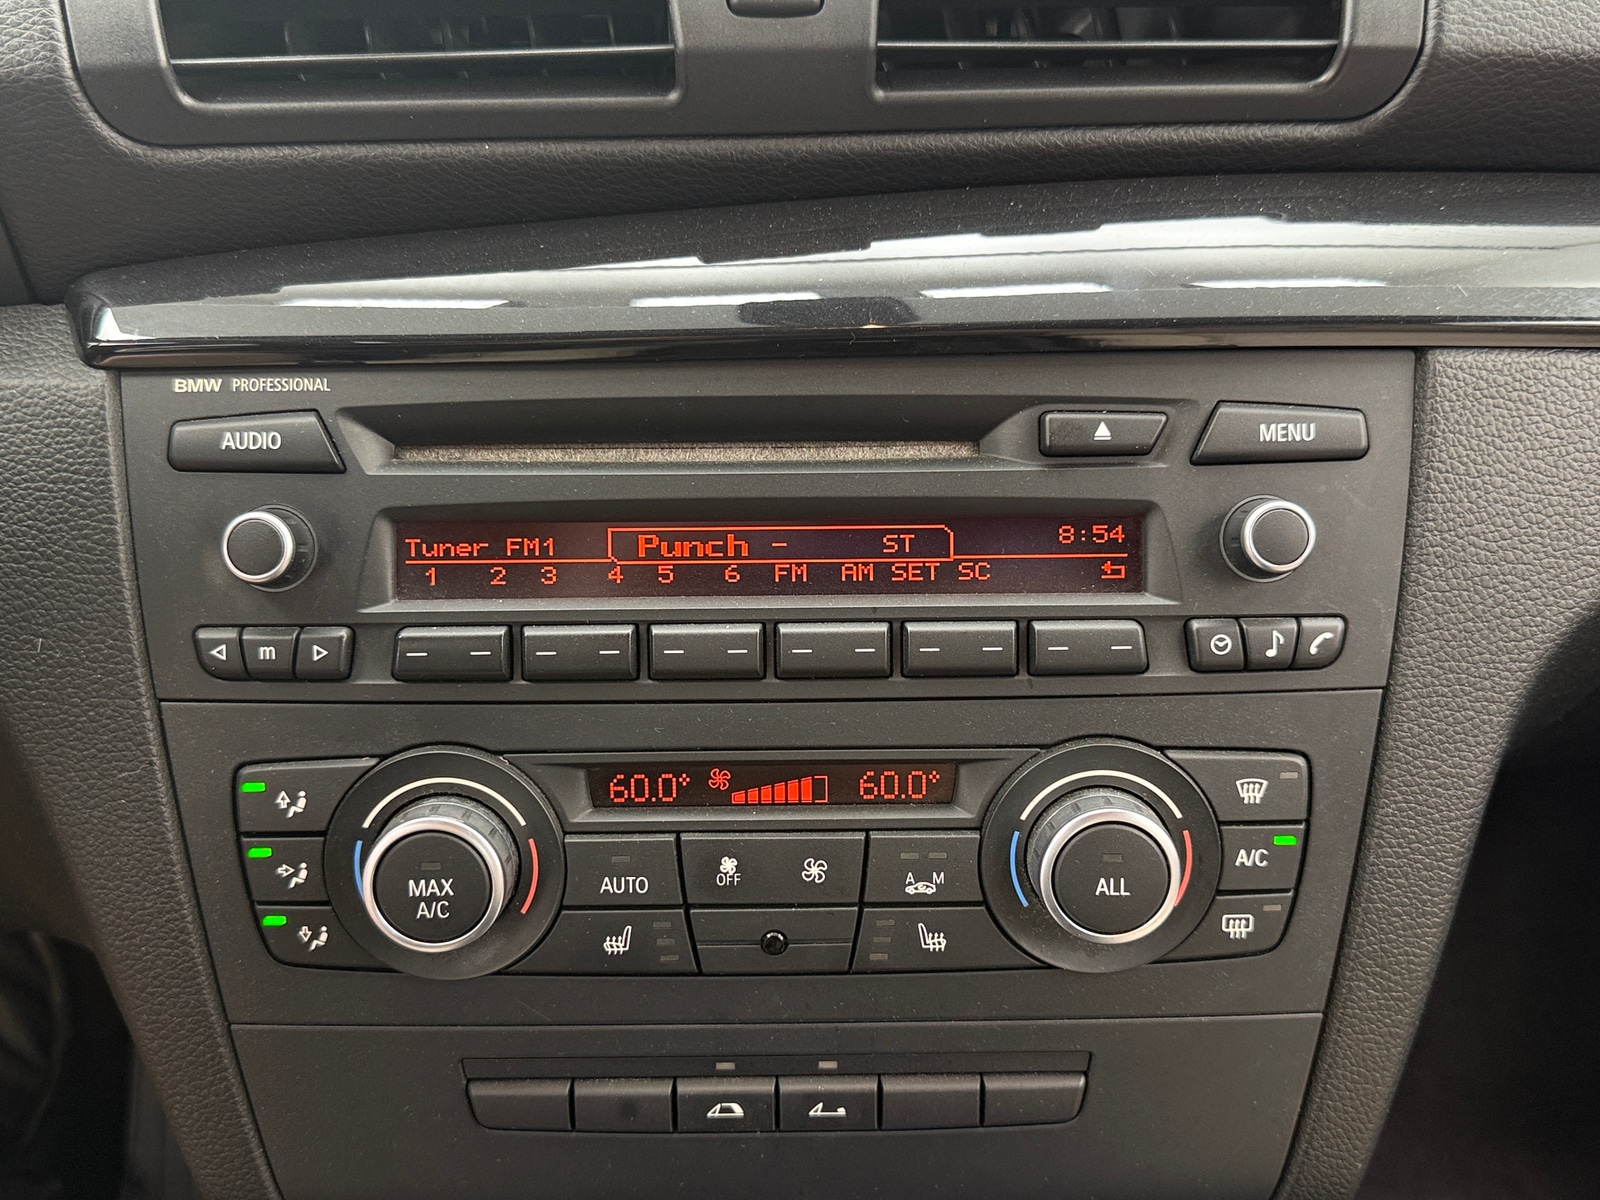 BMW PROFESSIONAL
AUDIO
MENU
Tuner FM1 Punch - ST 8:54
1 2 3 4 5 6 FM AM SET SC
m
60.0° 60.0°
MAX
A/C
AUTO
OFF
A M
ALL
A/C